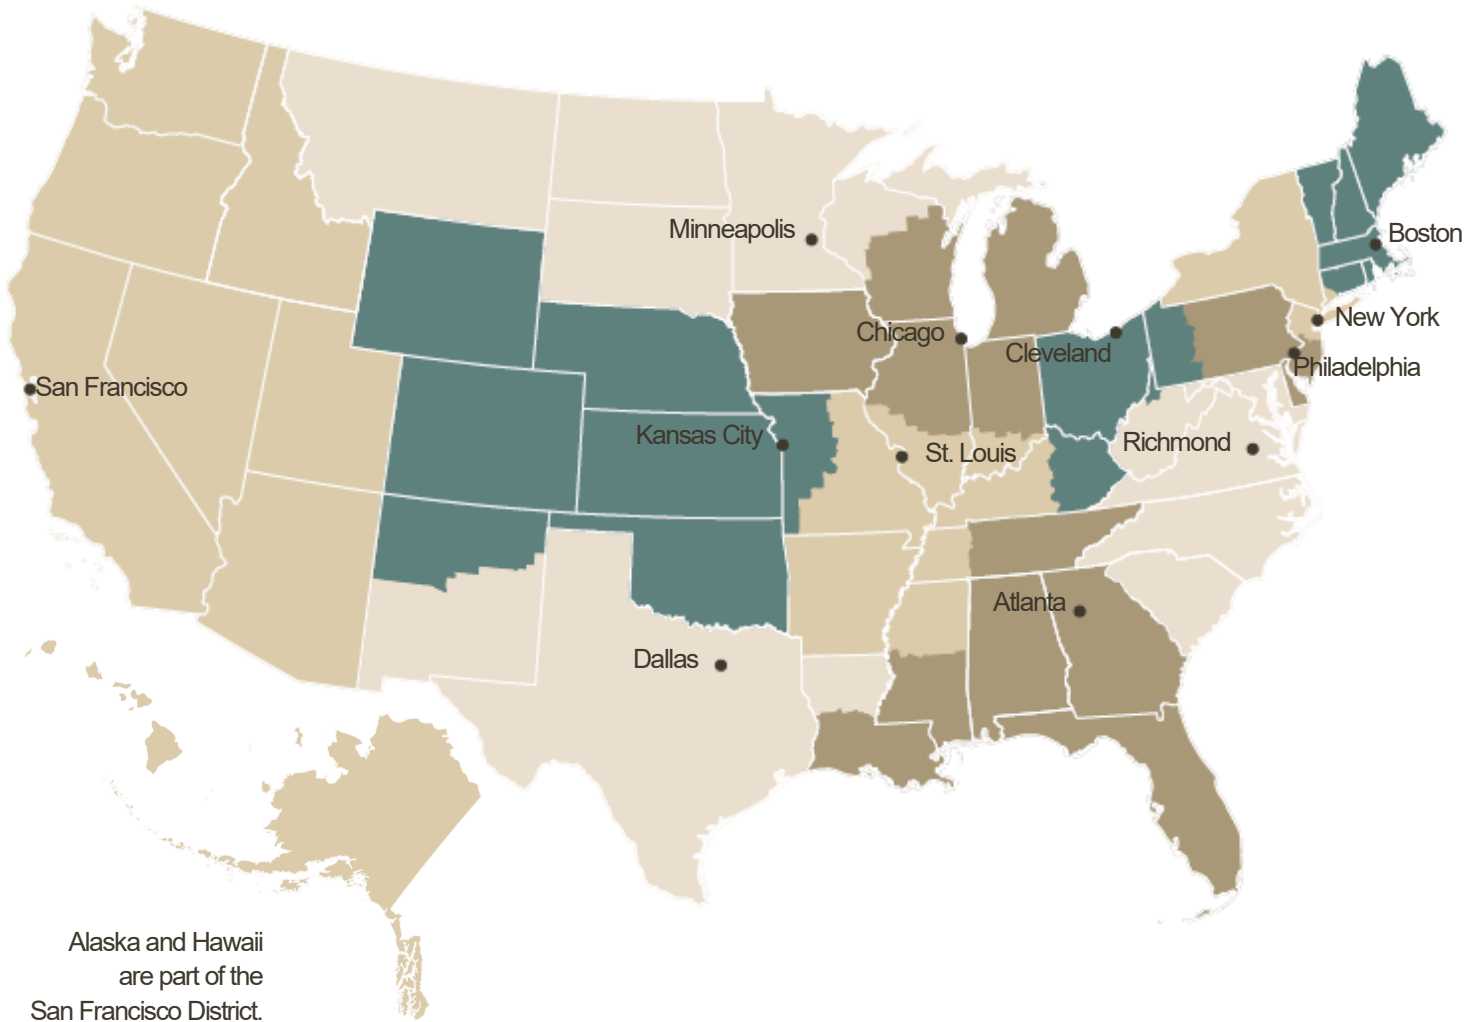 Minneapolis
Boston
New York
Chicago
Cleveland
Philadelphia
San Francisco
Kansas City
St. Louis
Richmond
Atlanta
Dallas
Alaska and Hawaii
are part of the
San Francisco District.